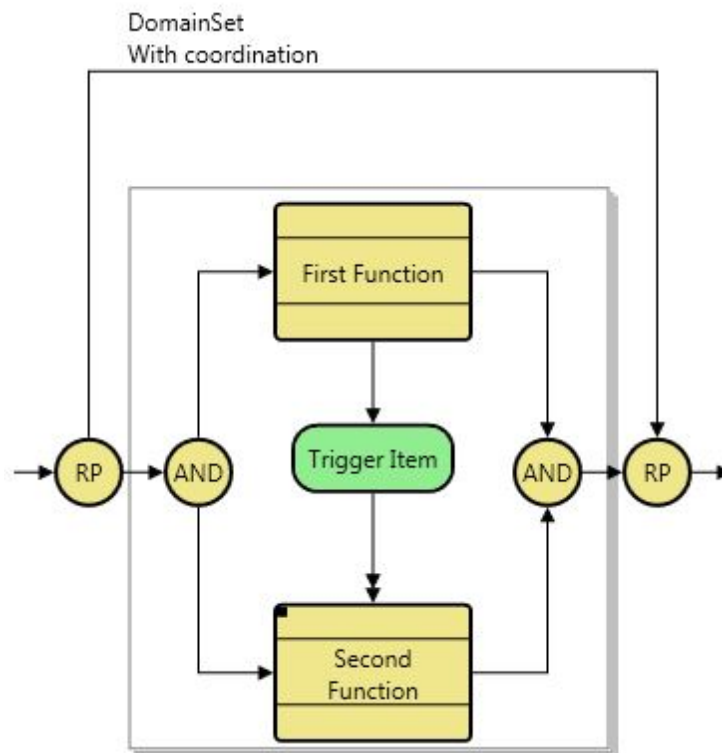 DomainSet
With coordination
First Function
RP
AND
Trigger Item
AND
RP
Second
Function